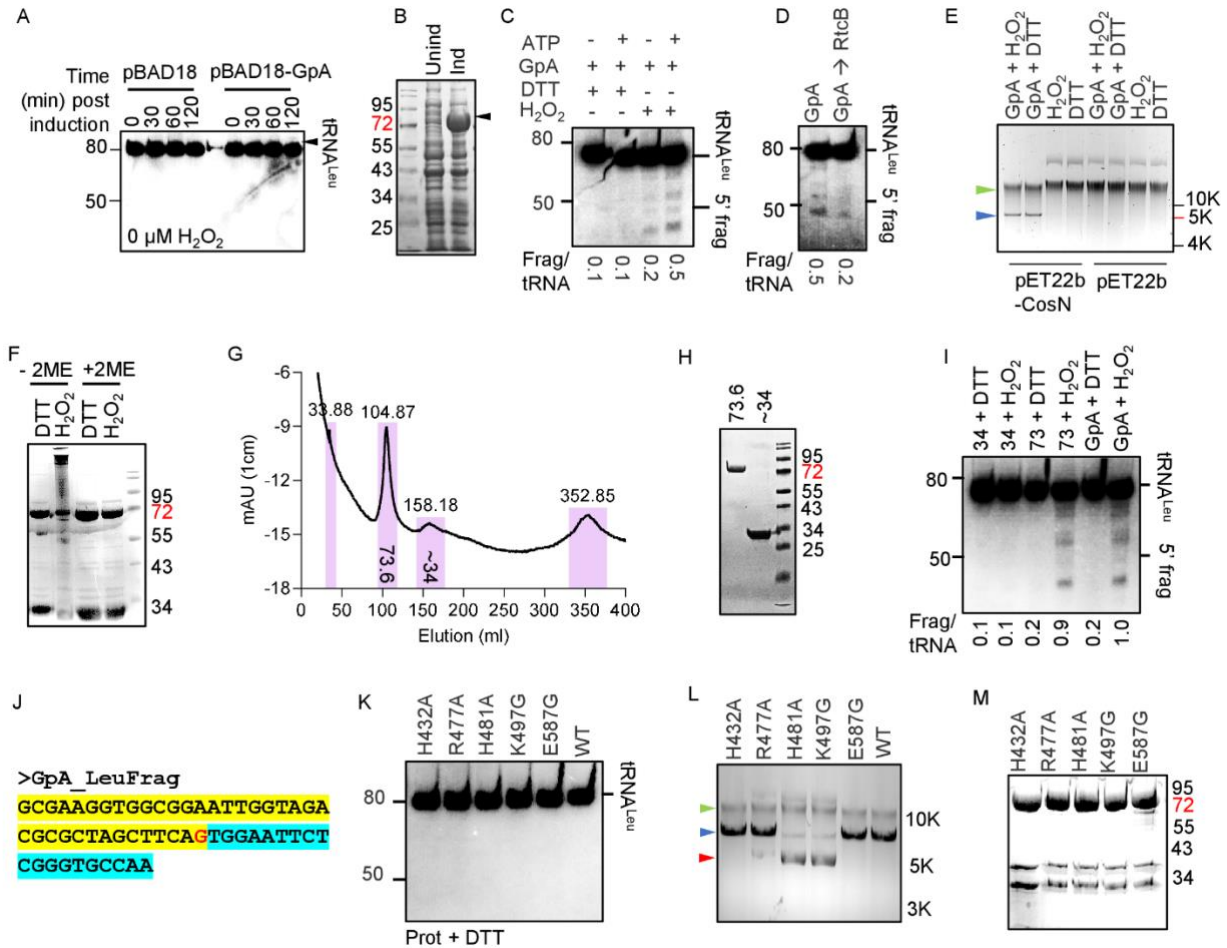 A
Time (min) post induction
pBAD18 pBAD18-GpA
0 30 60 120 0 30 60 120
80
50
tRNA^Leu
0 µM H₂O₂
B
Unind Ind
95
72
55
43
34
25
C
ATP - + - +
GpA + + + +
DTT + + - -
H₂O₂ - - + +
80
50
tRNA^Leu
5' frag
Frag/tRNA 0.1 0.1 0.2 0.5
D
GpA
GpA → RtcB
80
50
tRNA^Leu
5' frag
Frag/tRNA 0.5 0.2
E
GpA + H₂O₂
GpA + DTT
H₂O₂
DTT
GpA + H₂O₂
GpA + DTT
H₂O₂
DTT
10K
5K
4K
pET22b-CosN pET22b
F
- 2ME +2ME
DTT H₂O₂ DTT H₂O₂
95
72
55
43
34
G
-6
-9
-12
-15
-18
mAU (1cm)
33.88 104.87 158.18 352.85
73.6 ~34
0 50 100 150 200 250 300 350 400
Elution (ml)
H
73.6 ~34
95
72
55
43
34
25
I
34 + DTT
34 + H₂O₂
73 + DTT
73 + H₂O₂
GpA + DTT
GpA + H₂O₂
80
50
tRNA^Leu
5' frag
Frag/tRNA 0.1 0.1 0.2 0.9 0.2 1.0
J
>GpA_LeuFrag
GCGAAGGTGGCGGAATTGGTAGA
CGCGCTAGCTTCAGTGGAATTCT
CGGGTGCCAA
K
H432A R477A H481A K497G E587G WT
80
50
tRNA_Leu
Prot + DTT
L
H432A R477A H481A K497G E587G WT
10K
5K
3K
M
H432A R477A H481A K497G E587G
95
72
55
43
34